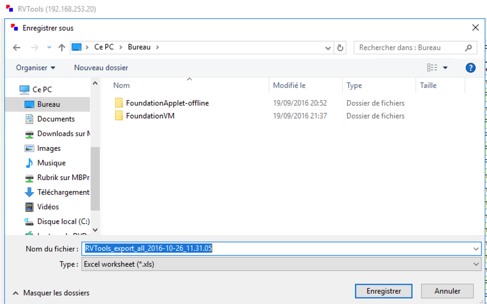 RVTools (192.168.253.20)
Enregistrer sous
Ce PC > Bureau >
Rechercher dans : Bureau
Organiser
Nouveau dossier
Nom
Modifié le
Type
Taille
Ce PC
Bureau
Documents
Downloads sur M
Images
Musique
Rubrik sur MBPr
Téléchargement
Vidéos
Disque local (C:)
FoundationApplet-offline
19/09/2016 20:52
Dossier de fichiers
FoundationVM
19/09/2016 21:37
Dossier de fichiers
Nom du fichier :
RVTools_export_all_2016-10-26_11.31.05
Type :
Excel worksheet (*.xls)
Masquer les dossiers
Enregistrer
Annuler